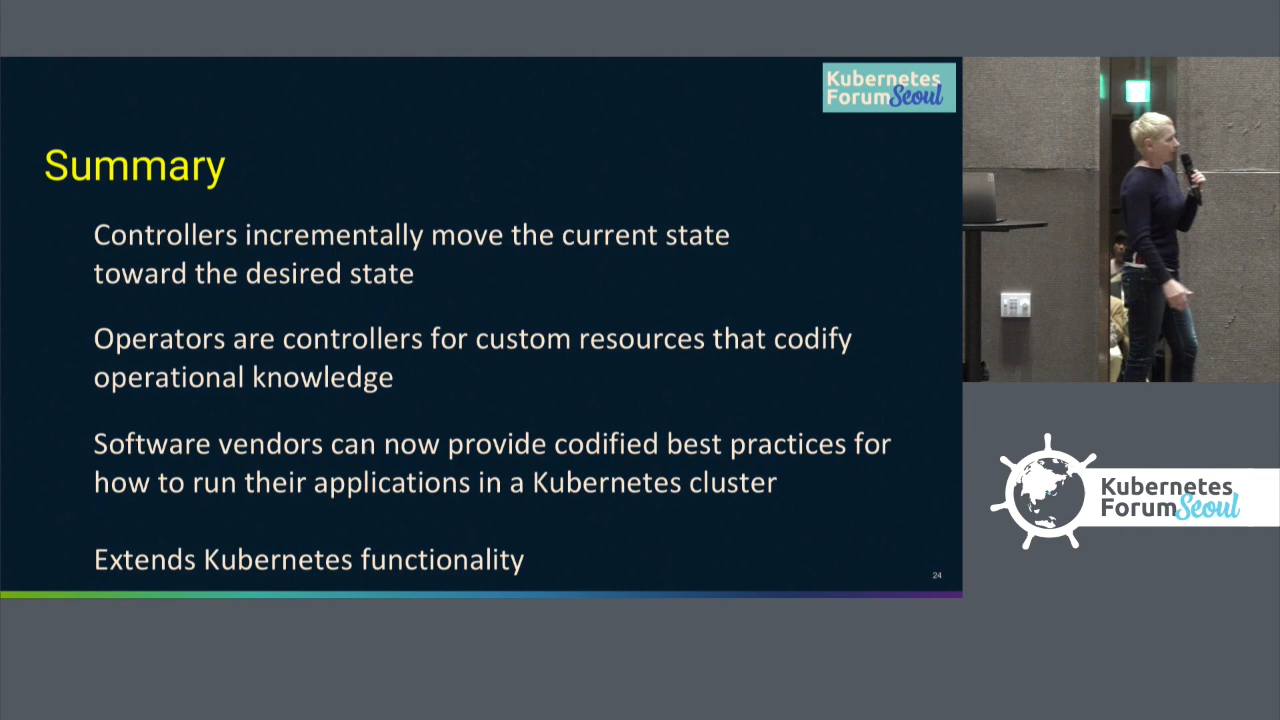 Kubernetes
Forum Seoul
Summary
Controllers incrementally move the current state
toward the desired state
Operators are controllers for custom resources that codify
operational knowledge
Software vendors can now provide codified best practices for
how to run their applications in a Kubernetes cluster
Extends Kubernetes functionality
24
Kubernetes
Forum Seoul